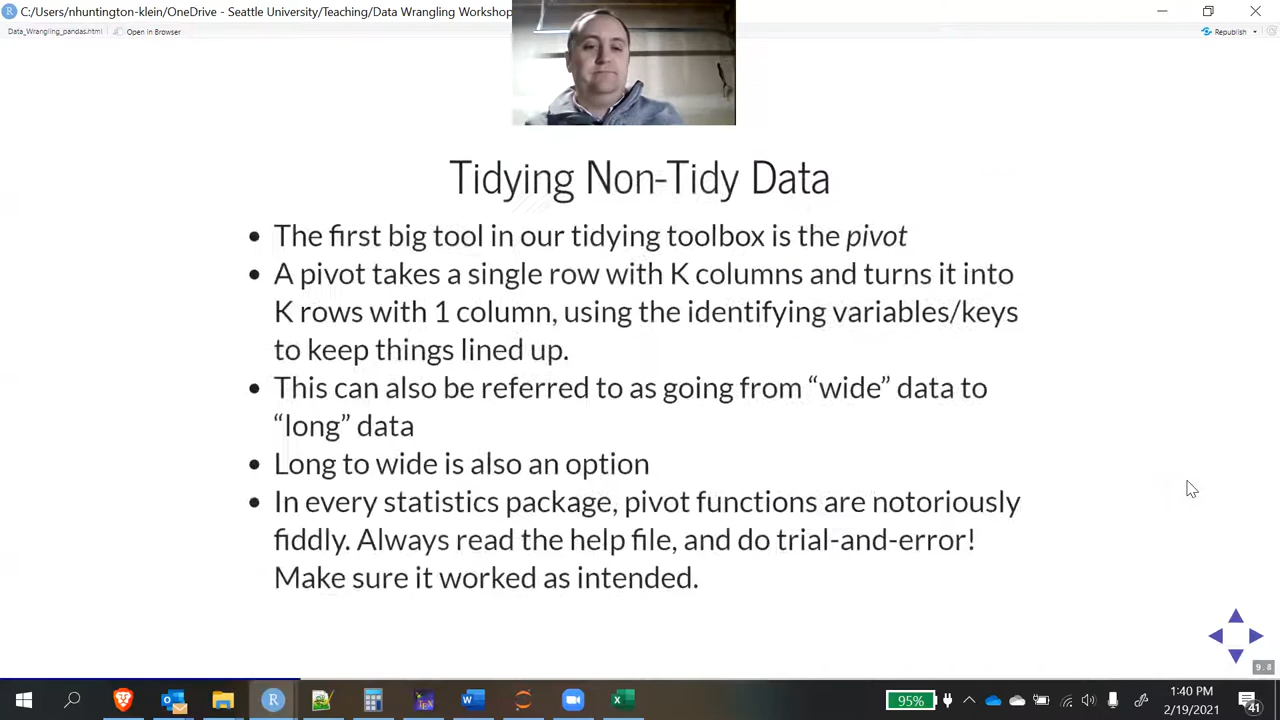 C:/Users/nhuntington-klein/OneDrive - Seattle University/Teaching/Data Wrangling Workshop
Data_Wrangling_pandas.html
Open in Browser
Republish
Tidying Non-Tidy Data
• The first big tool in our tidying toolbox is the pivot
• A pivot takes a single row with K columns and turns it into
K rows with 1 column, using the identifying variables/keys
to keep things lined up.
• This can also be referred to as going from “wide” data to
“long” data
• Long to wide is also an option
• In every statistics package, pivot functions are notoriously
fiddly. Always read the help file, and do trial-and-error!
Make sure it worked as intended.
9.8
95%
1:40 PM
2/19/2021
41